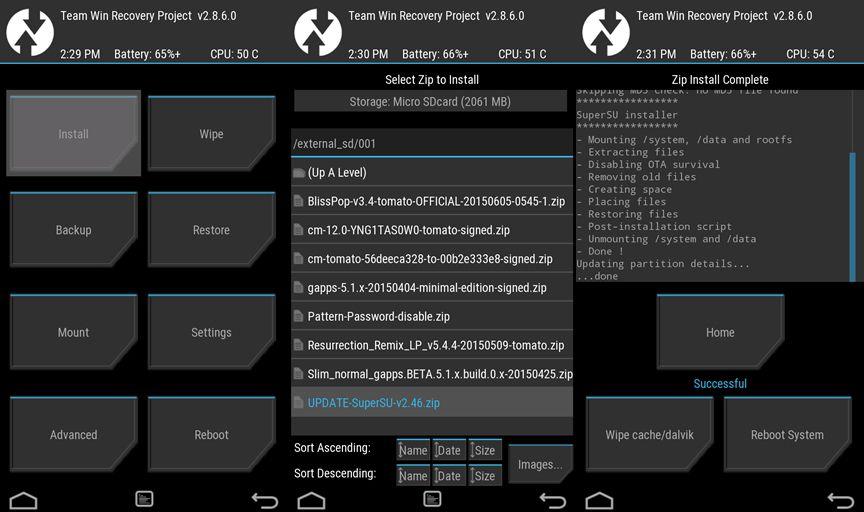 Team Win Recovery Project v2.8.6.0
2:29 PM Battery: 65%+ CPU: 50 C
Install
Wipe
Backup
Restore
Mount
Settings
Advanced
Reboot
Team Win Recovery Project v2.8.6.0
2:30 PM Battery: 66%+ CPU: 51 C
Select Zip to Install
Storage: Micro SDcard (2061 MB)
/external_sd/001
(Up A Level)
BlissPop-v3.4-tomato-OFFICIAL-20150605-0545-1.zip
cm-12.0-YNG1TAS0W0-tomato-signed.zip
cm-tomato-56deeca328-to-00b2e333e8-signed.zip
gapps-5.1.x-20150404-minimal-edition-signed.zip
Pattern-Password-disable.zip
Resurrection_Remix_LP_v5.4.4-20150509-tomato.zip
Slim_normal_gapps.BETA.5.1.x.build.0.x-20150425.zip
UPDATE-SuperSU-v2.46.zip
Sort Ascending: Name Date Size
Sort Descending: Name Date Size
Images...
Team Win Recovery Project v2.8.6.0
2:31 PM Battery: 66%+ CPU: 54 C
Zip Install Complete
Skipping MD5 check: no MD5 file found
*****************
SuperSU installer
*****************
- Mounting /system, /data and rootfs
- Extracting files
- Disabling OTA survival
- Removing old files
- Creating space
- Placing files
- Restoring files
- Post-installation script
- Unmounting /system and /data
- Done !
Updating partition details...
...done
Home
Successful
Wipe cache/dalvik
Reboot System